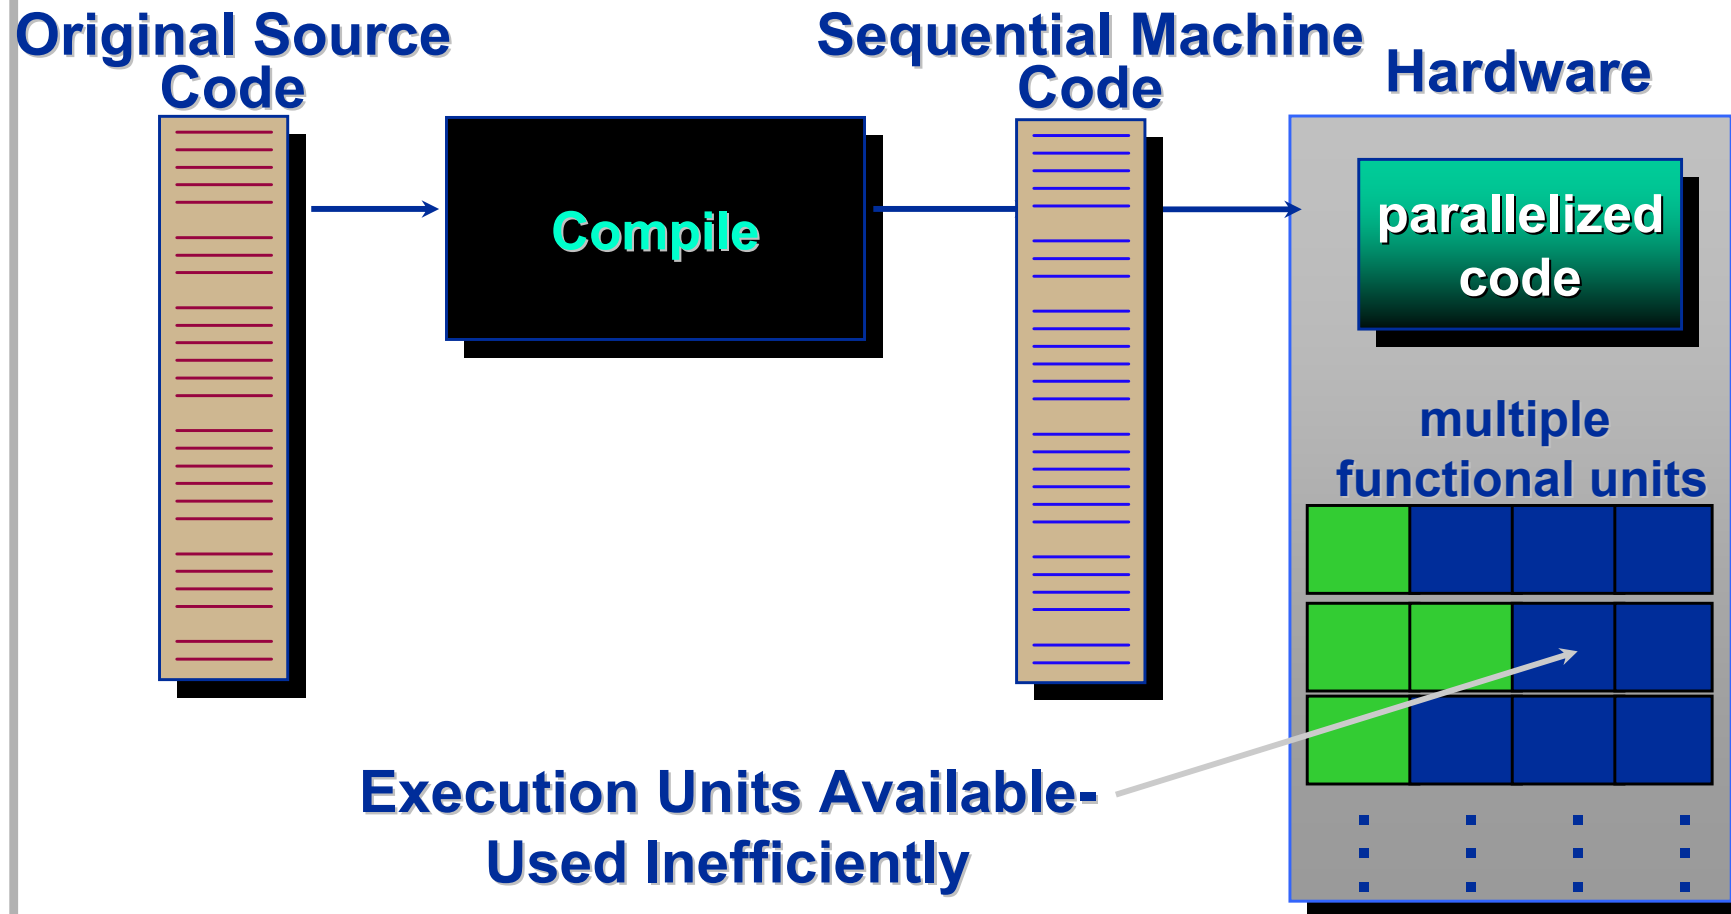 Original Source
Code
Sequential Machine
Code
Hardware
Compile
parallelized
code
multiple
functional units
Execution Units Available-
Used Inefficiently